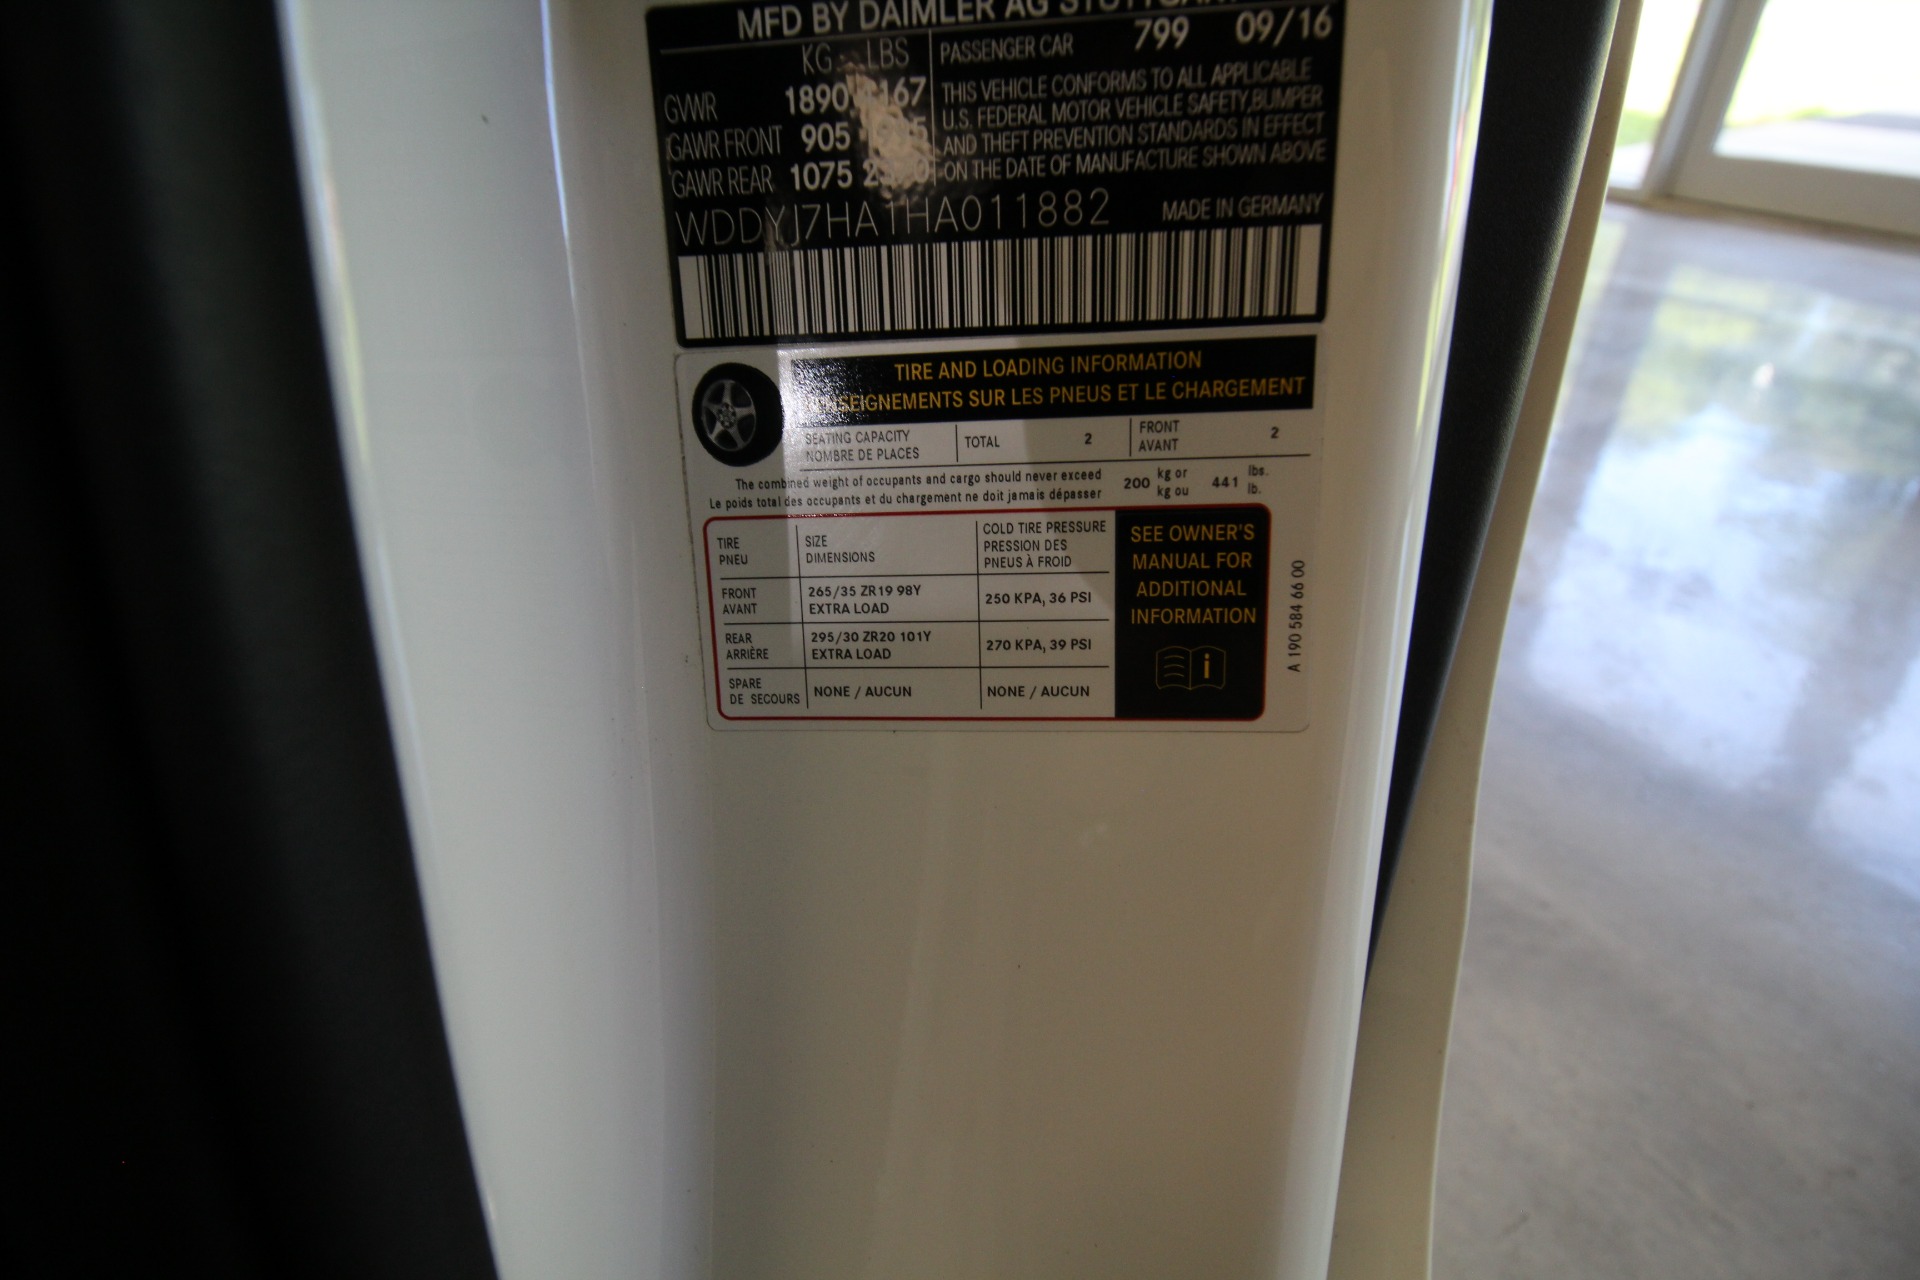 MFD BY DAIMLER AG STUTTGART
KG LBS
PASSENGER CAR 799 09/16
GVWR 1890
GAWR FRONT 905
GAWR REAR 1075
THIS VEHICLE CONFORMS TO ALL APPLICABLE
U.S. FEDERAL MOTOR VEHICLE SAFETY,BUMPER
AND THEFT PREVENTION STANDARDS IN EFFECT
ON THE DATE OF MANUFACTURE SHOWN ABOVE
WDDYJ7HA1HA011882 MADE IN GERMANY
TIRE AND LOADING INFORMATION
RENSEIGNEMENTS SUR LES PNEUS ET LE CHARGEMENT
SEATING CAPACITY
NOMBRE DE PLACES
TOTAL 2
FRONT
AVANT
2
The combined weight of occupants and cargo should never exceed
Le poids total des occupants et du chargement ne doit jamais dépasser
200 kg or
kg ou
441 lbs.
lb.
TIRE
PNEU
SIZE
DIMENSIONS
COLD TIRE PRESSURE
PRESSION DES
PNEUS À FROID
FRONT
AVANT
265/35 ZR19 98Y
EXTRA LOAD
250 KPA, 36 PSI
REAR
ARRIÈRE
295/30 ZR20 101Y
EXTRA LOAD
270 KPA, 39 PSI
SPARE
DE SECOURS
NONE / AUCUN
NONE / AUCUN
SEE OWNER'S
MANUAL FOR
ADDITIONAL
INFORMATION
i
A 190 584 66 00